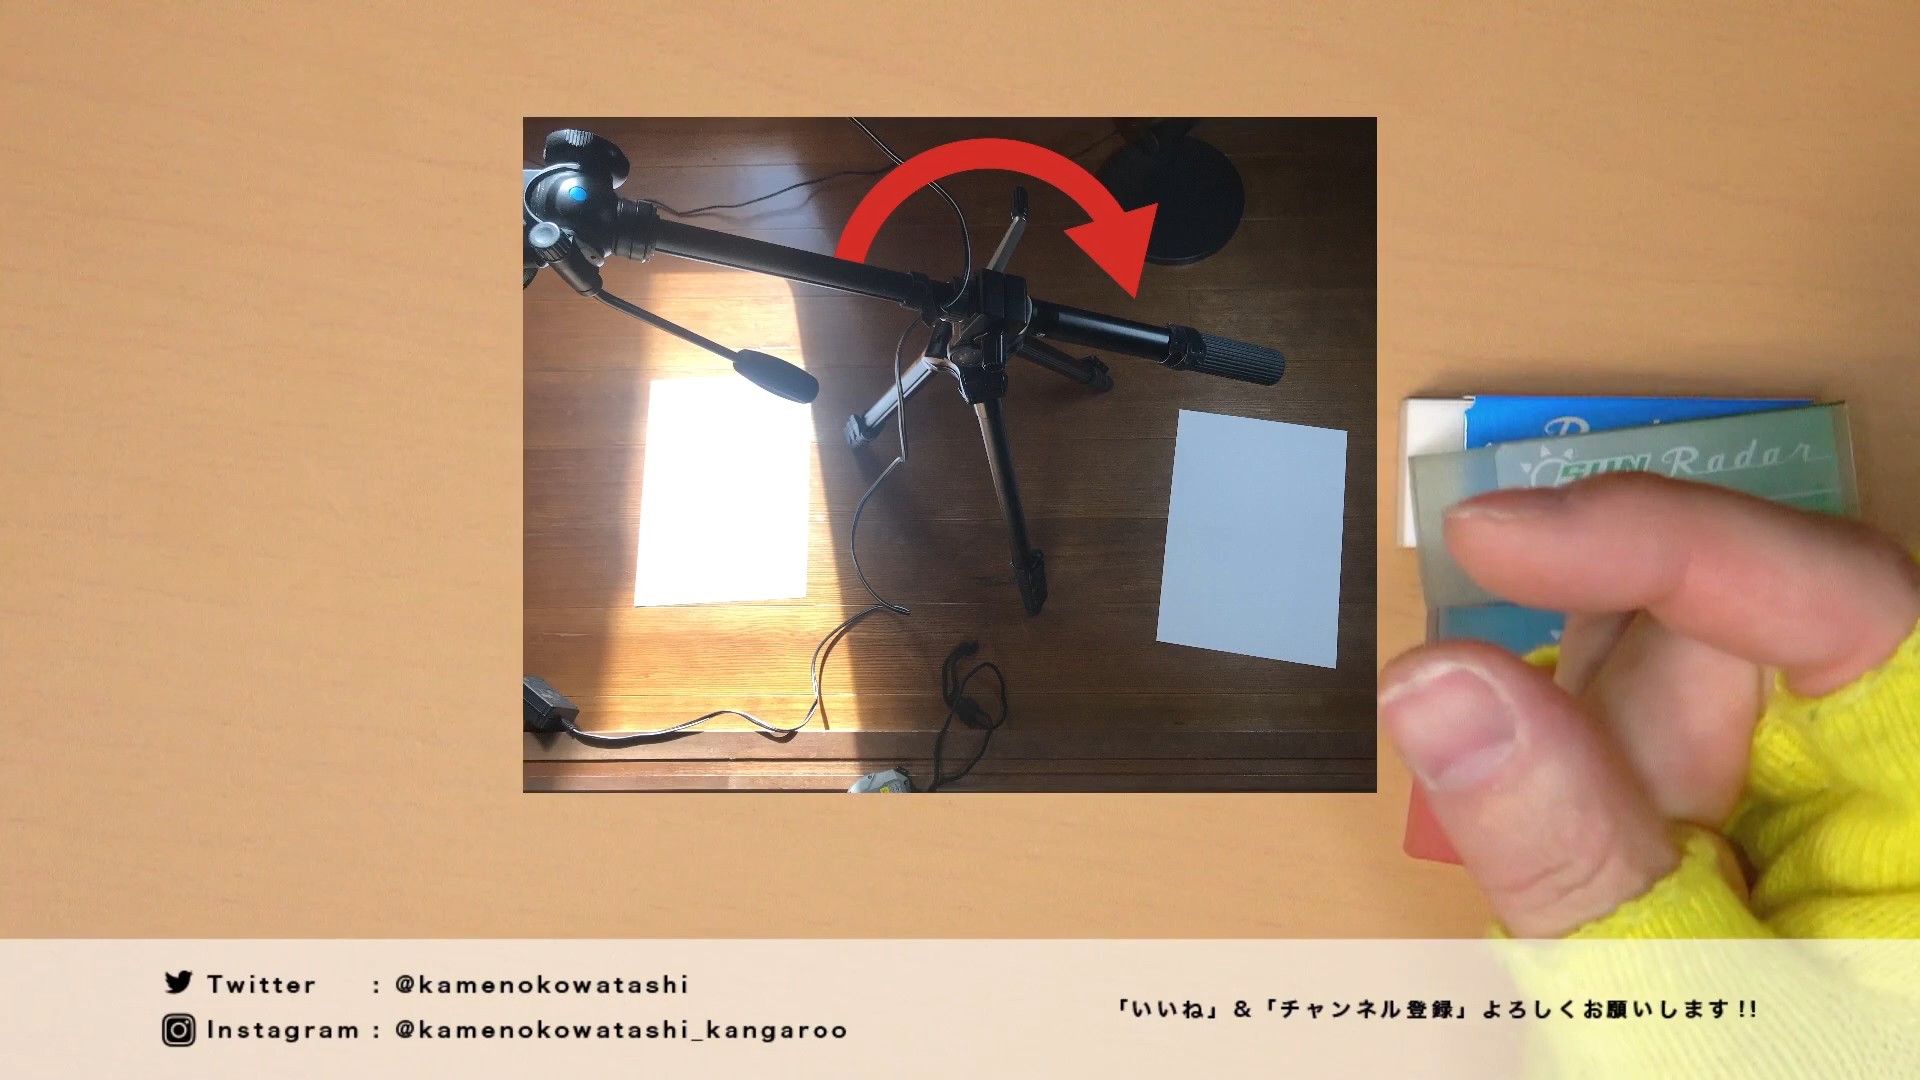 SUN Radar
Twitter : @kamenokowatashi
Instagram : @kamenokowatashi_kangaroo
「いいね」&「チャンネル登録」よろしくお願いします!!